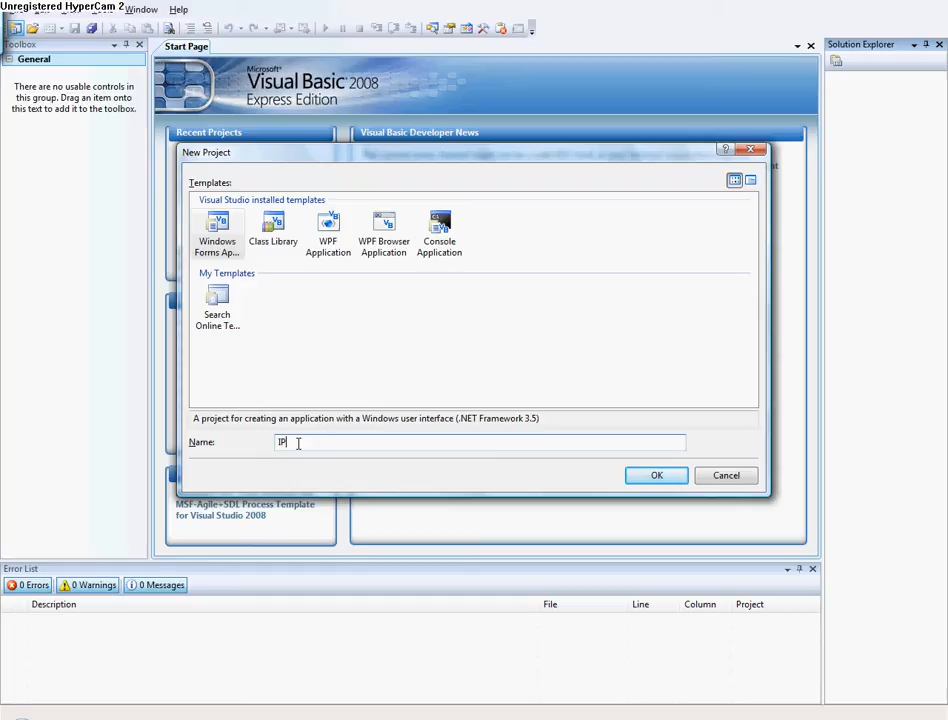 Unregistered HyperCam 2
Window Help
Toolbox
General
There are no usable controls in
this group. Drag an item onto
this text to add it to the toolbox.
Start Page
Solution Explorer
Microsoft®
Visual Basic® 2008
Express Edition
Recent Projects
Visual Basic Developer News
New Project
Templates:
Visual Studio installed templates
Windows
Forms Ap...
Class Library
WPF
Application
WPF Browser
Application
Console
Application
My Templates
Search
Online Te...
A project for creating an application with a Windows user interface (.NET Framework 3.5)
Name:
IP
OK
Cancel
MSF-Agile+SDL Process Template
for Visual Studio 2008
Error List
0 Errors
0 Warnings
0 Messages
Description
File
Line
Column
Project